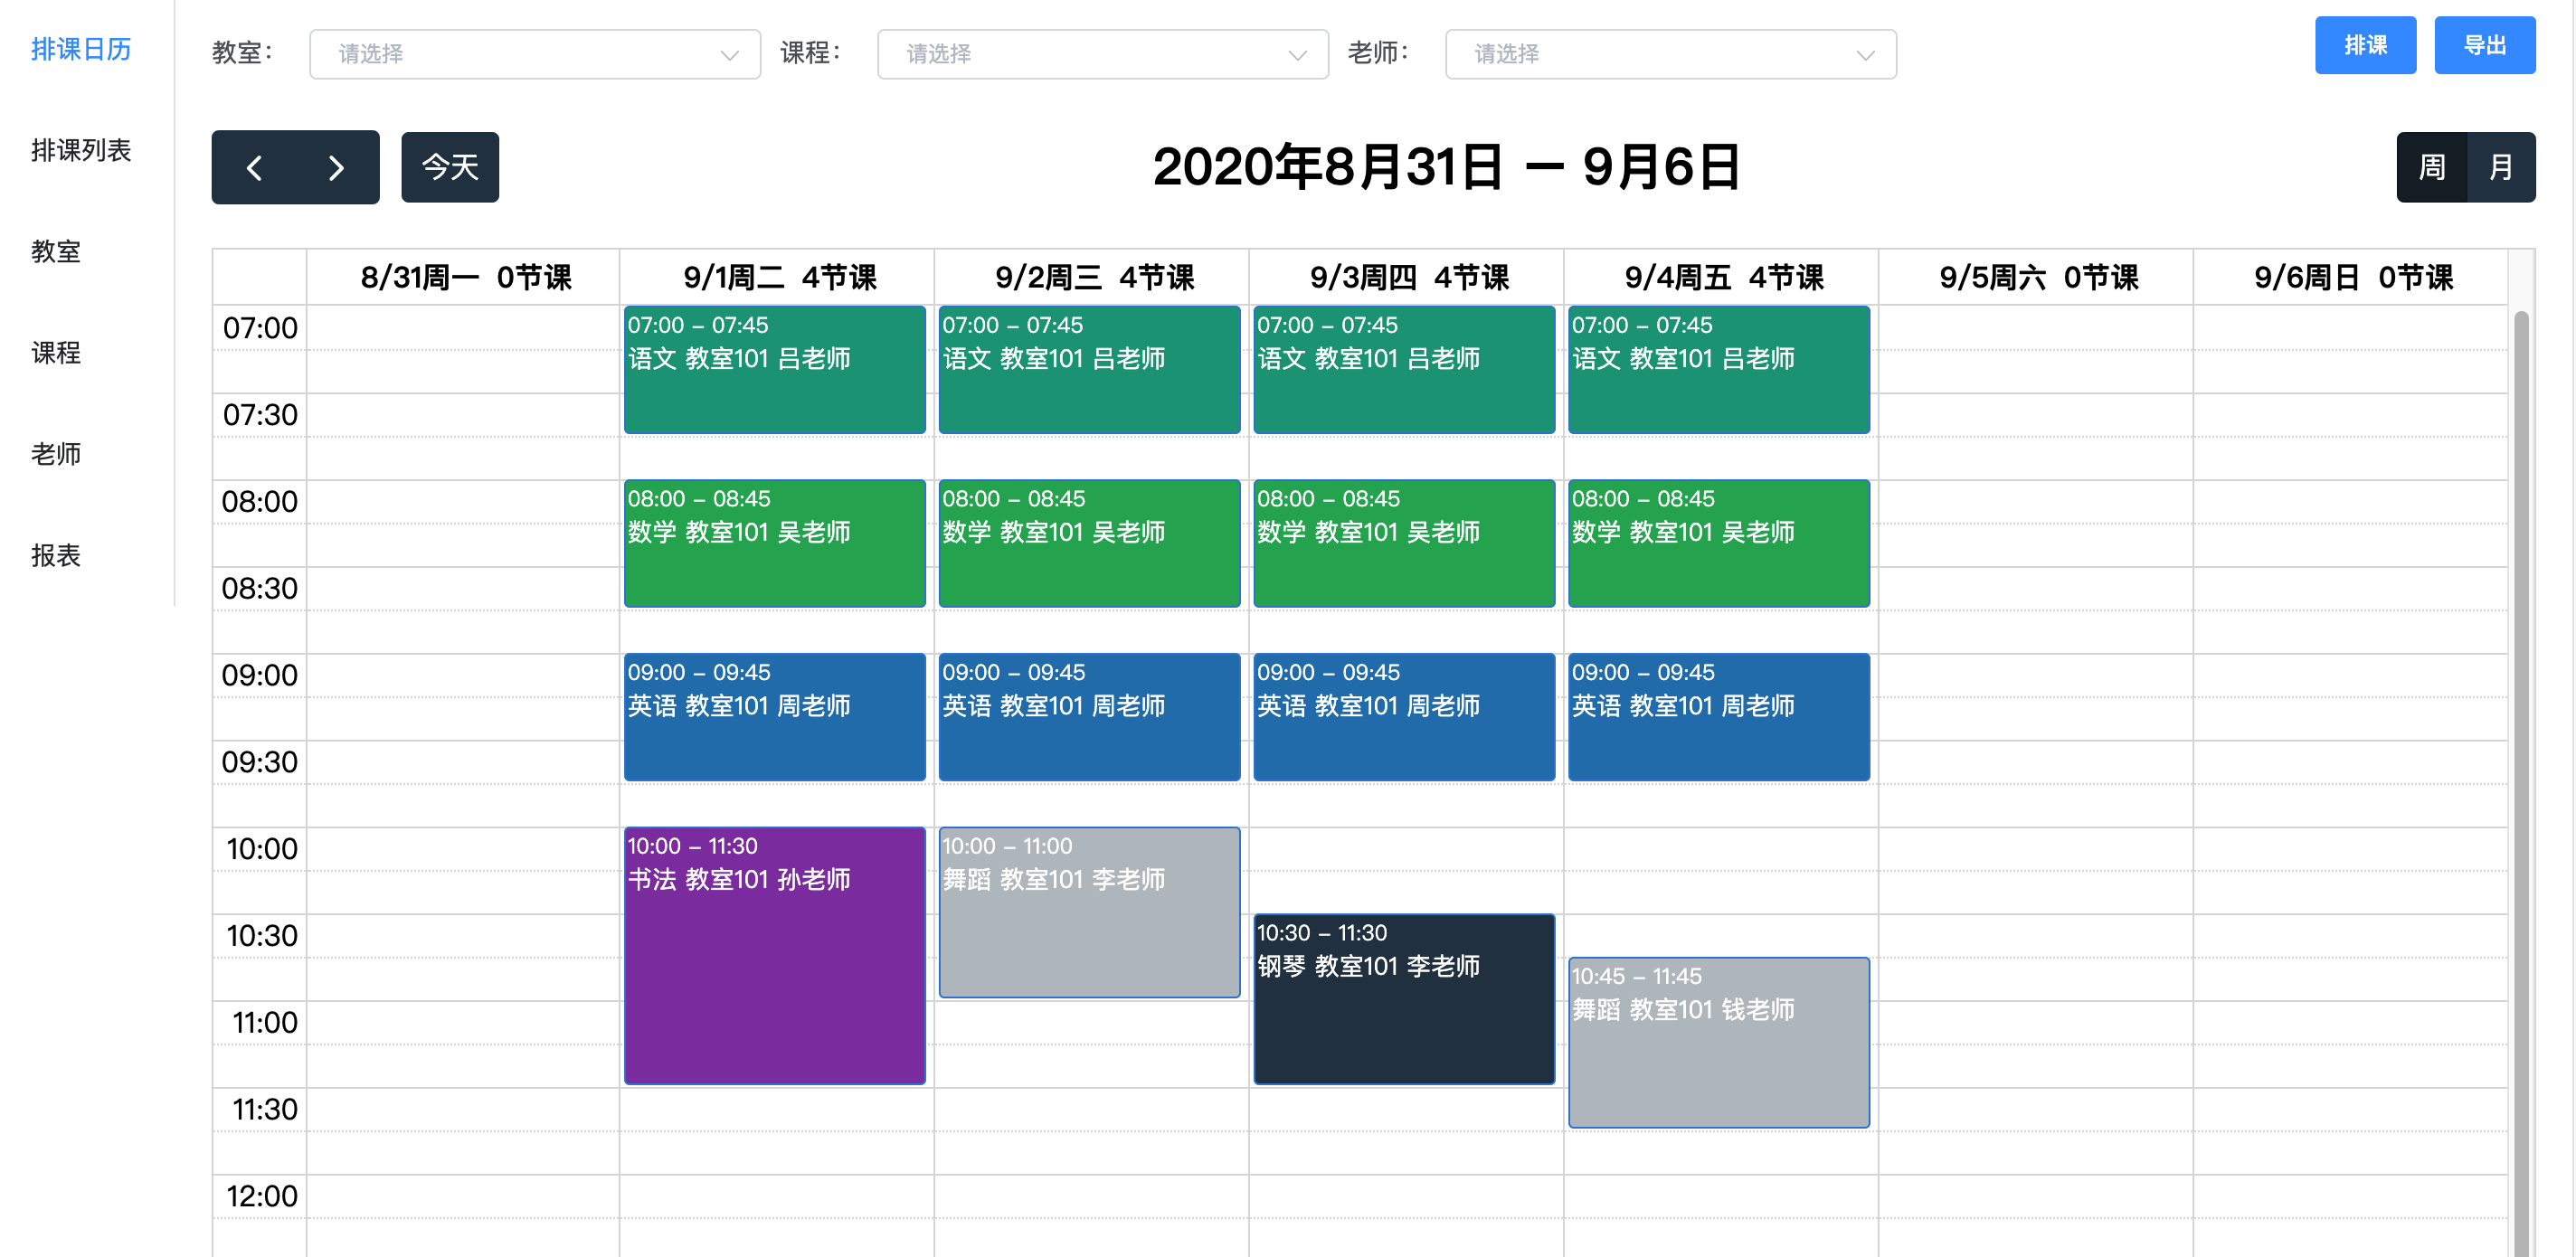 排课日历
排课列表
教室
课程
老师
报表
教室： 请选择 课程： 请选择 老师： 请选择 排课 导出
今天 2020年8月31日 – 9月6日 周 月
8/31周一 0节课 9/1周二 4节课 9/2周三 4节课 9/3周四 4节课 9/4周五 4节课 9/5周六 0节课 9/6周日 0节课
07:00 07:00 – 07:45 07:00 – 07:45 07:00 – 07:45 07:00 – 07:45
语文 教室101 吕老师 语文 教室101 吕老师 语文 教室101 吕老师 语文 教室101 吕老师
07:30
08:00 08:00 – 08:45 08:00 – 08:45 08:00 – 08:45 08:00 – 08:45
数学 教室101 吴老师 数学 教室101 吴老师 数学 教室101 吴老师 数学 教室101 吴老师
08:30
09:00 09:00 – 09:45 09:00 – 09:45 09:00 – 09:45 09:00 – 09:45
英语 教室101 周老师 英语 教室101 周老师 英语 教室101 周老师 英语 教室101 周老师
09:30
10:00 10:00 – 11:30 10:00 – 11:00
书法 教室101 孙老师 舞蹈 教室101 李老师
10:30 10:30 – 11:30
钢琴 教室101 李老师
10:45 – 11:45
舞蹈 教室101 钱老师
11:00
11:30
12:00